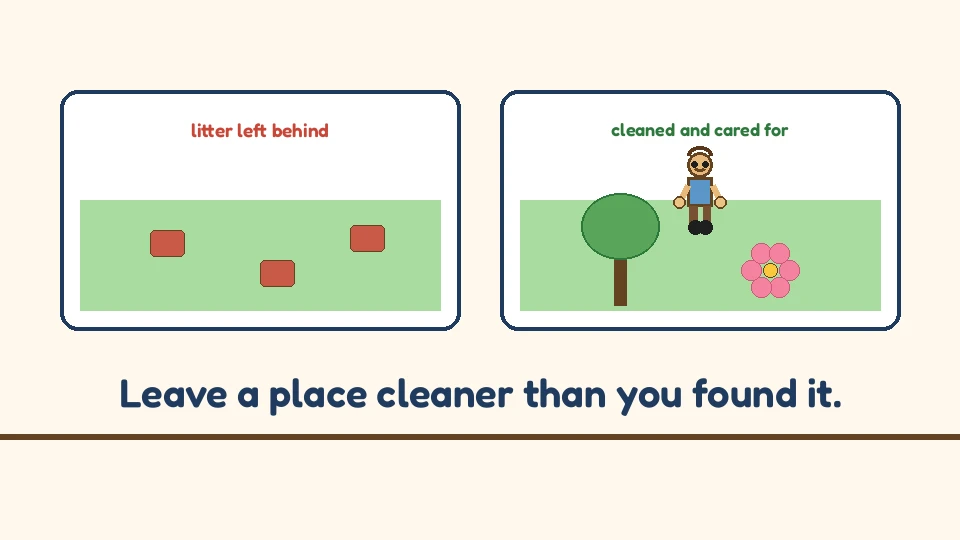 litter left behind
cleaned and cared for
Leave a place cleaner than you found it.